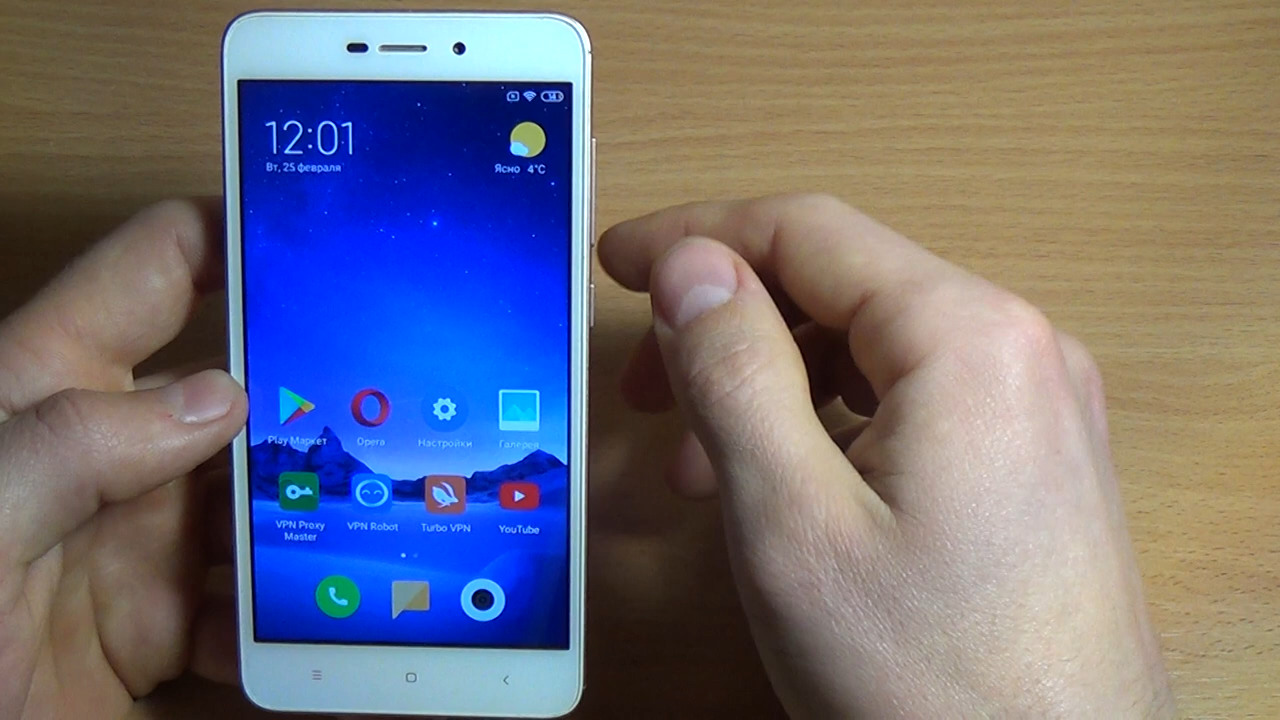 12:01
Вт, 25 февраля
Ясно 4°C
Play Маркет
Opera
Настройки
Галерея
VPN Proxy
Master
VPN Robot
Turbo VPN
YouTube